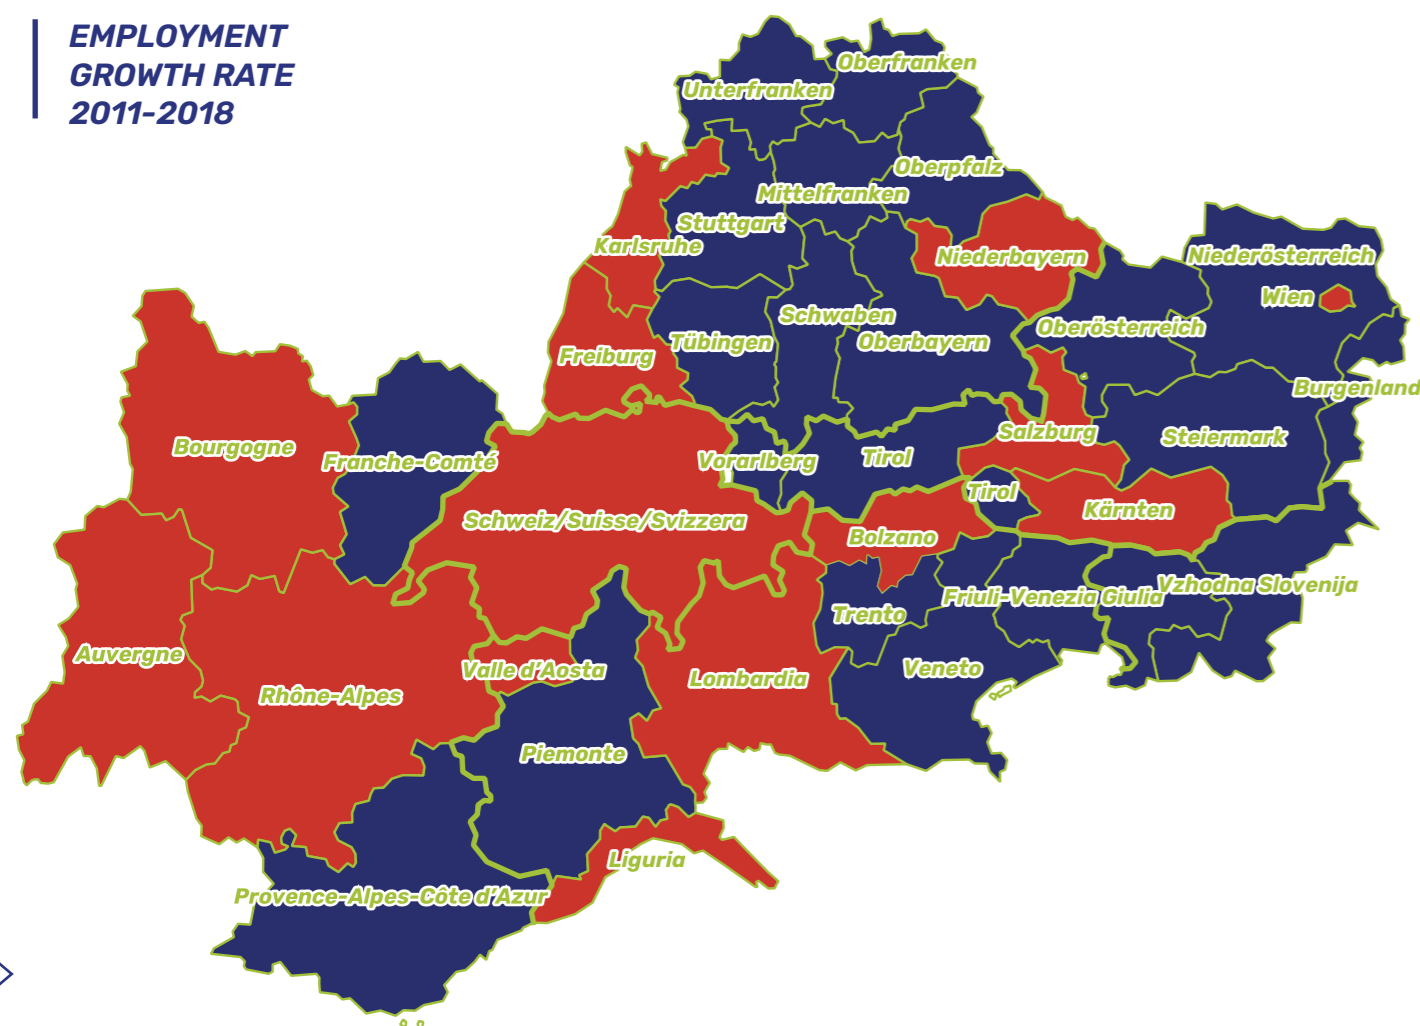 EMPLOYMENT
GROWTH RATE
2011-2018
Oberfranken
Unterfranken
Oberpfalz
Mittelfranken
Stuttgart
Karlsruhe
Niederbayern
Niederösterreich
Wien
Schwaben
Oberösterreich
Tübingen
Oberbayern
Freiburg
Burgenland
Salzburg
Steiermark
Bourgogne
Franche-Comté
Vorarlberg
Tirol
Tirol
Kärnten
Schweiz/Suisse/Svizzera
Bolzano
Vzhodna Slovenija
Friuli-Venezia Giulia
Trento
Auvergne
Valle d'Aosta
Veneto
Lombardia
Rhône-Alpes
Piemonte
Liguria
Provence-Alpes-Côte d'Azur